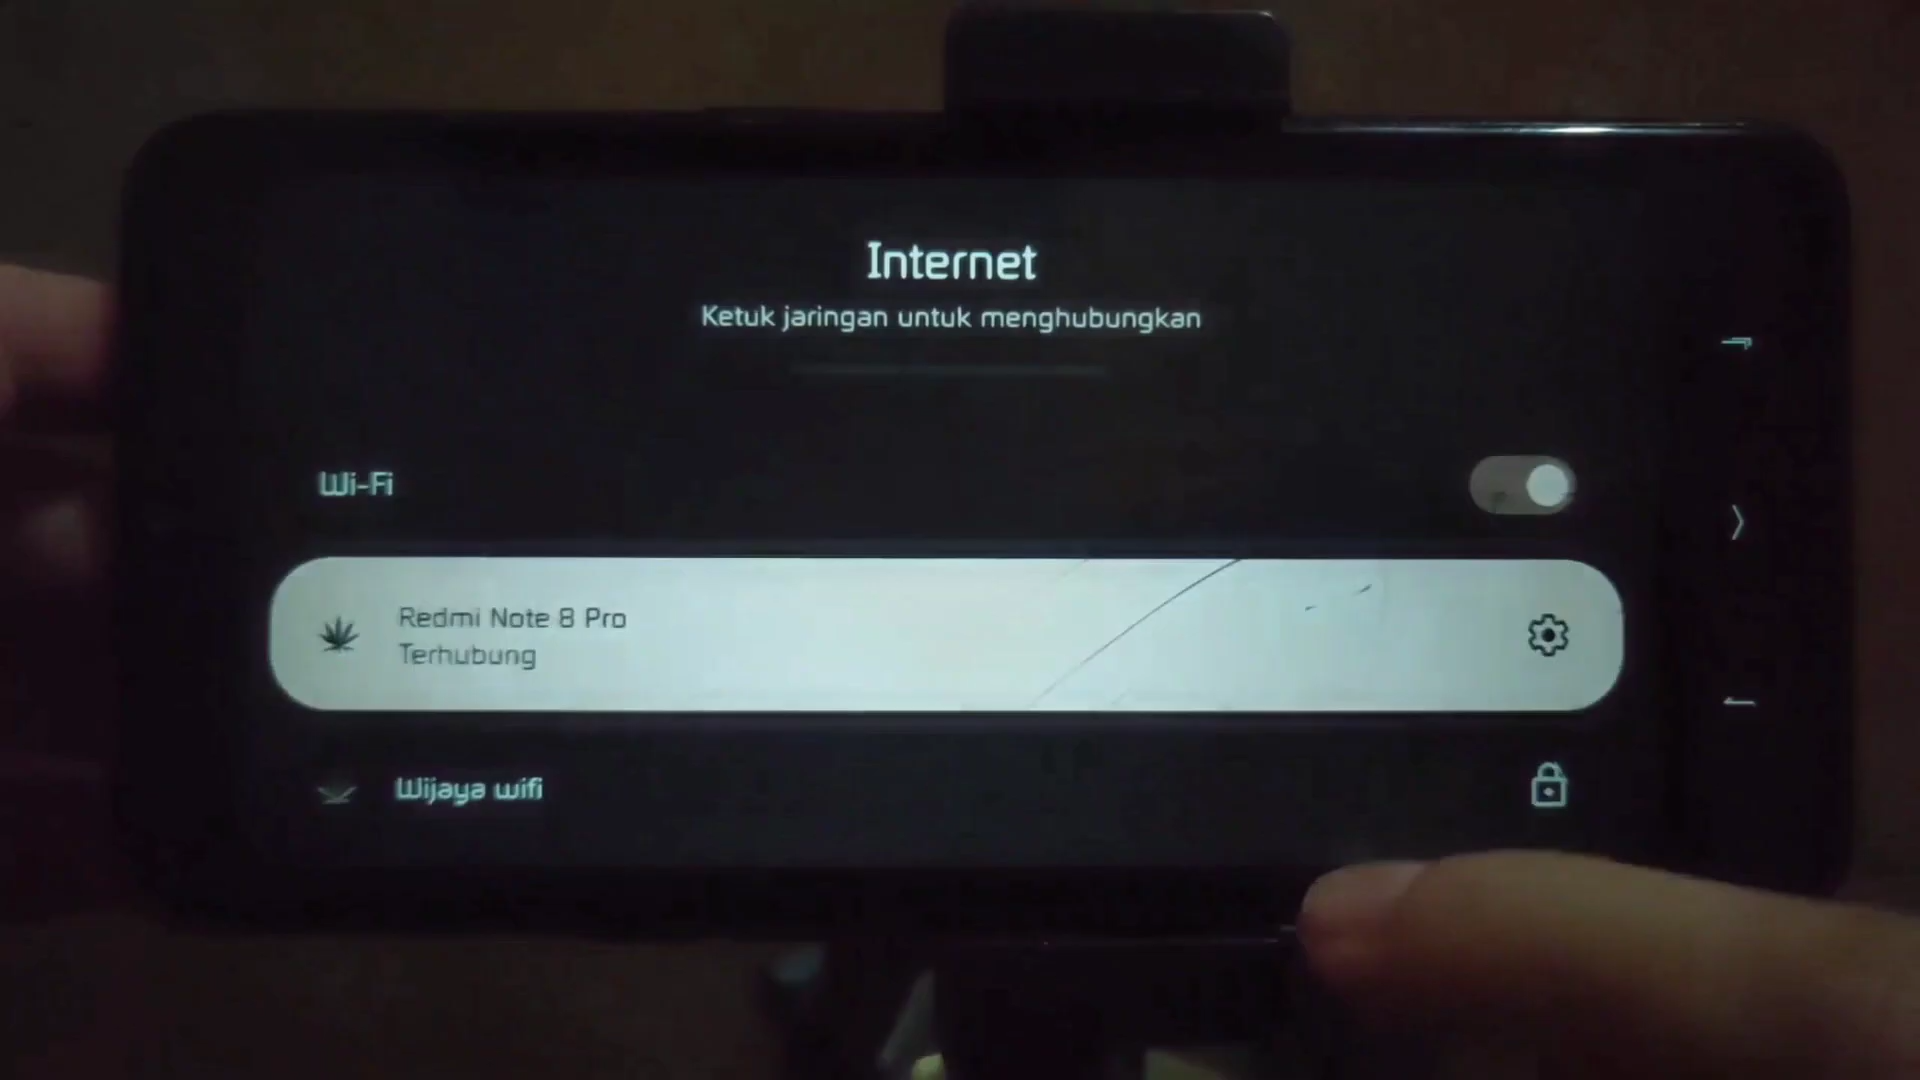 Internet
Ketuk jaringan untuk menghubungkan
Wi-Fi
Redmi Note 8 Pro
Terhubung
Wijaya wifi